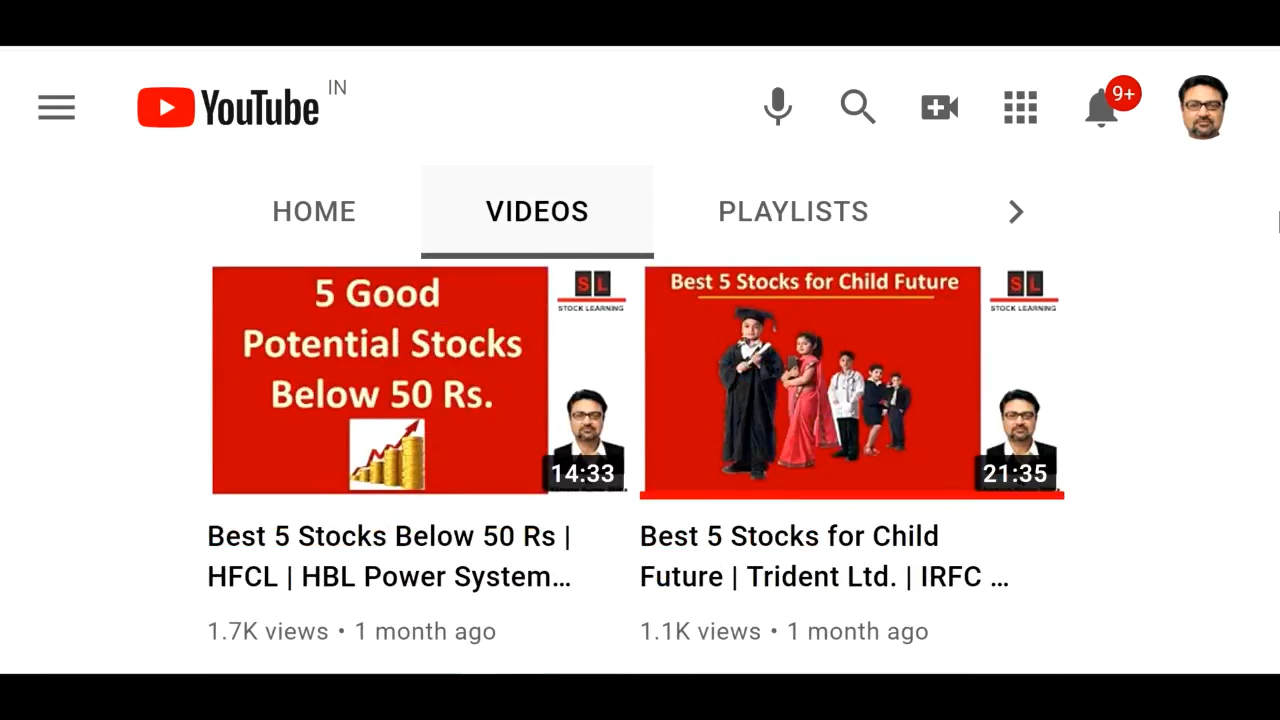 YouTube IN
9+
HOME
VIDEOS
PLAYLISTS
5 Good
Potential Stocks
Below 50 Rs.
S L
STOCK LEARNING
14:33
Best 5 Stocks for Child Future
S L
STOCK LEARNING
21:35
Best 5 Stocks Below 50 Rs |
HFCL | HBL Power System...
1.7K views • 1 month ago
Best 5 Stocks for Child
Future | Trident Ltd. | IRFC ...
1.1K views • 1 month ago